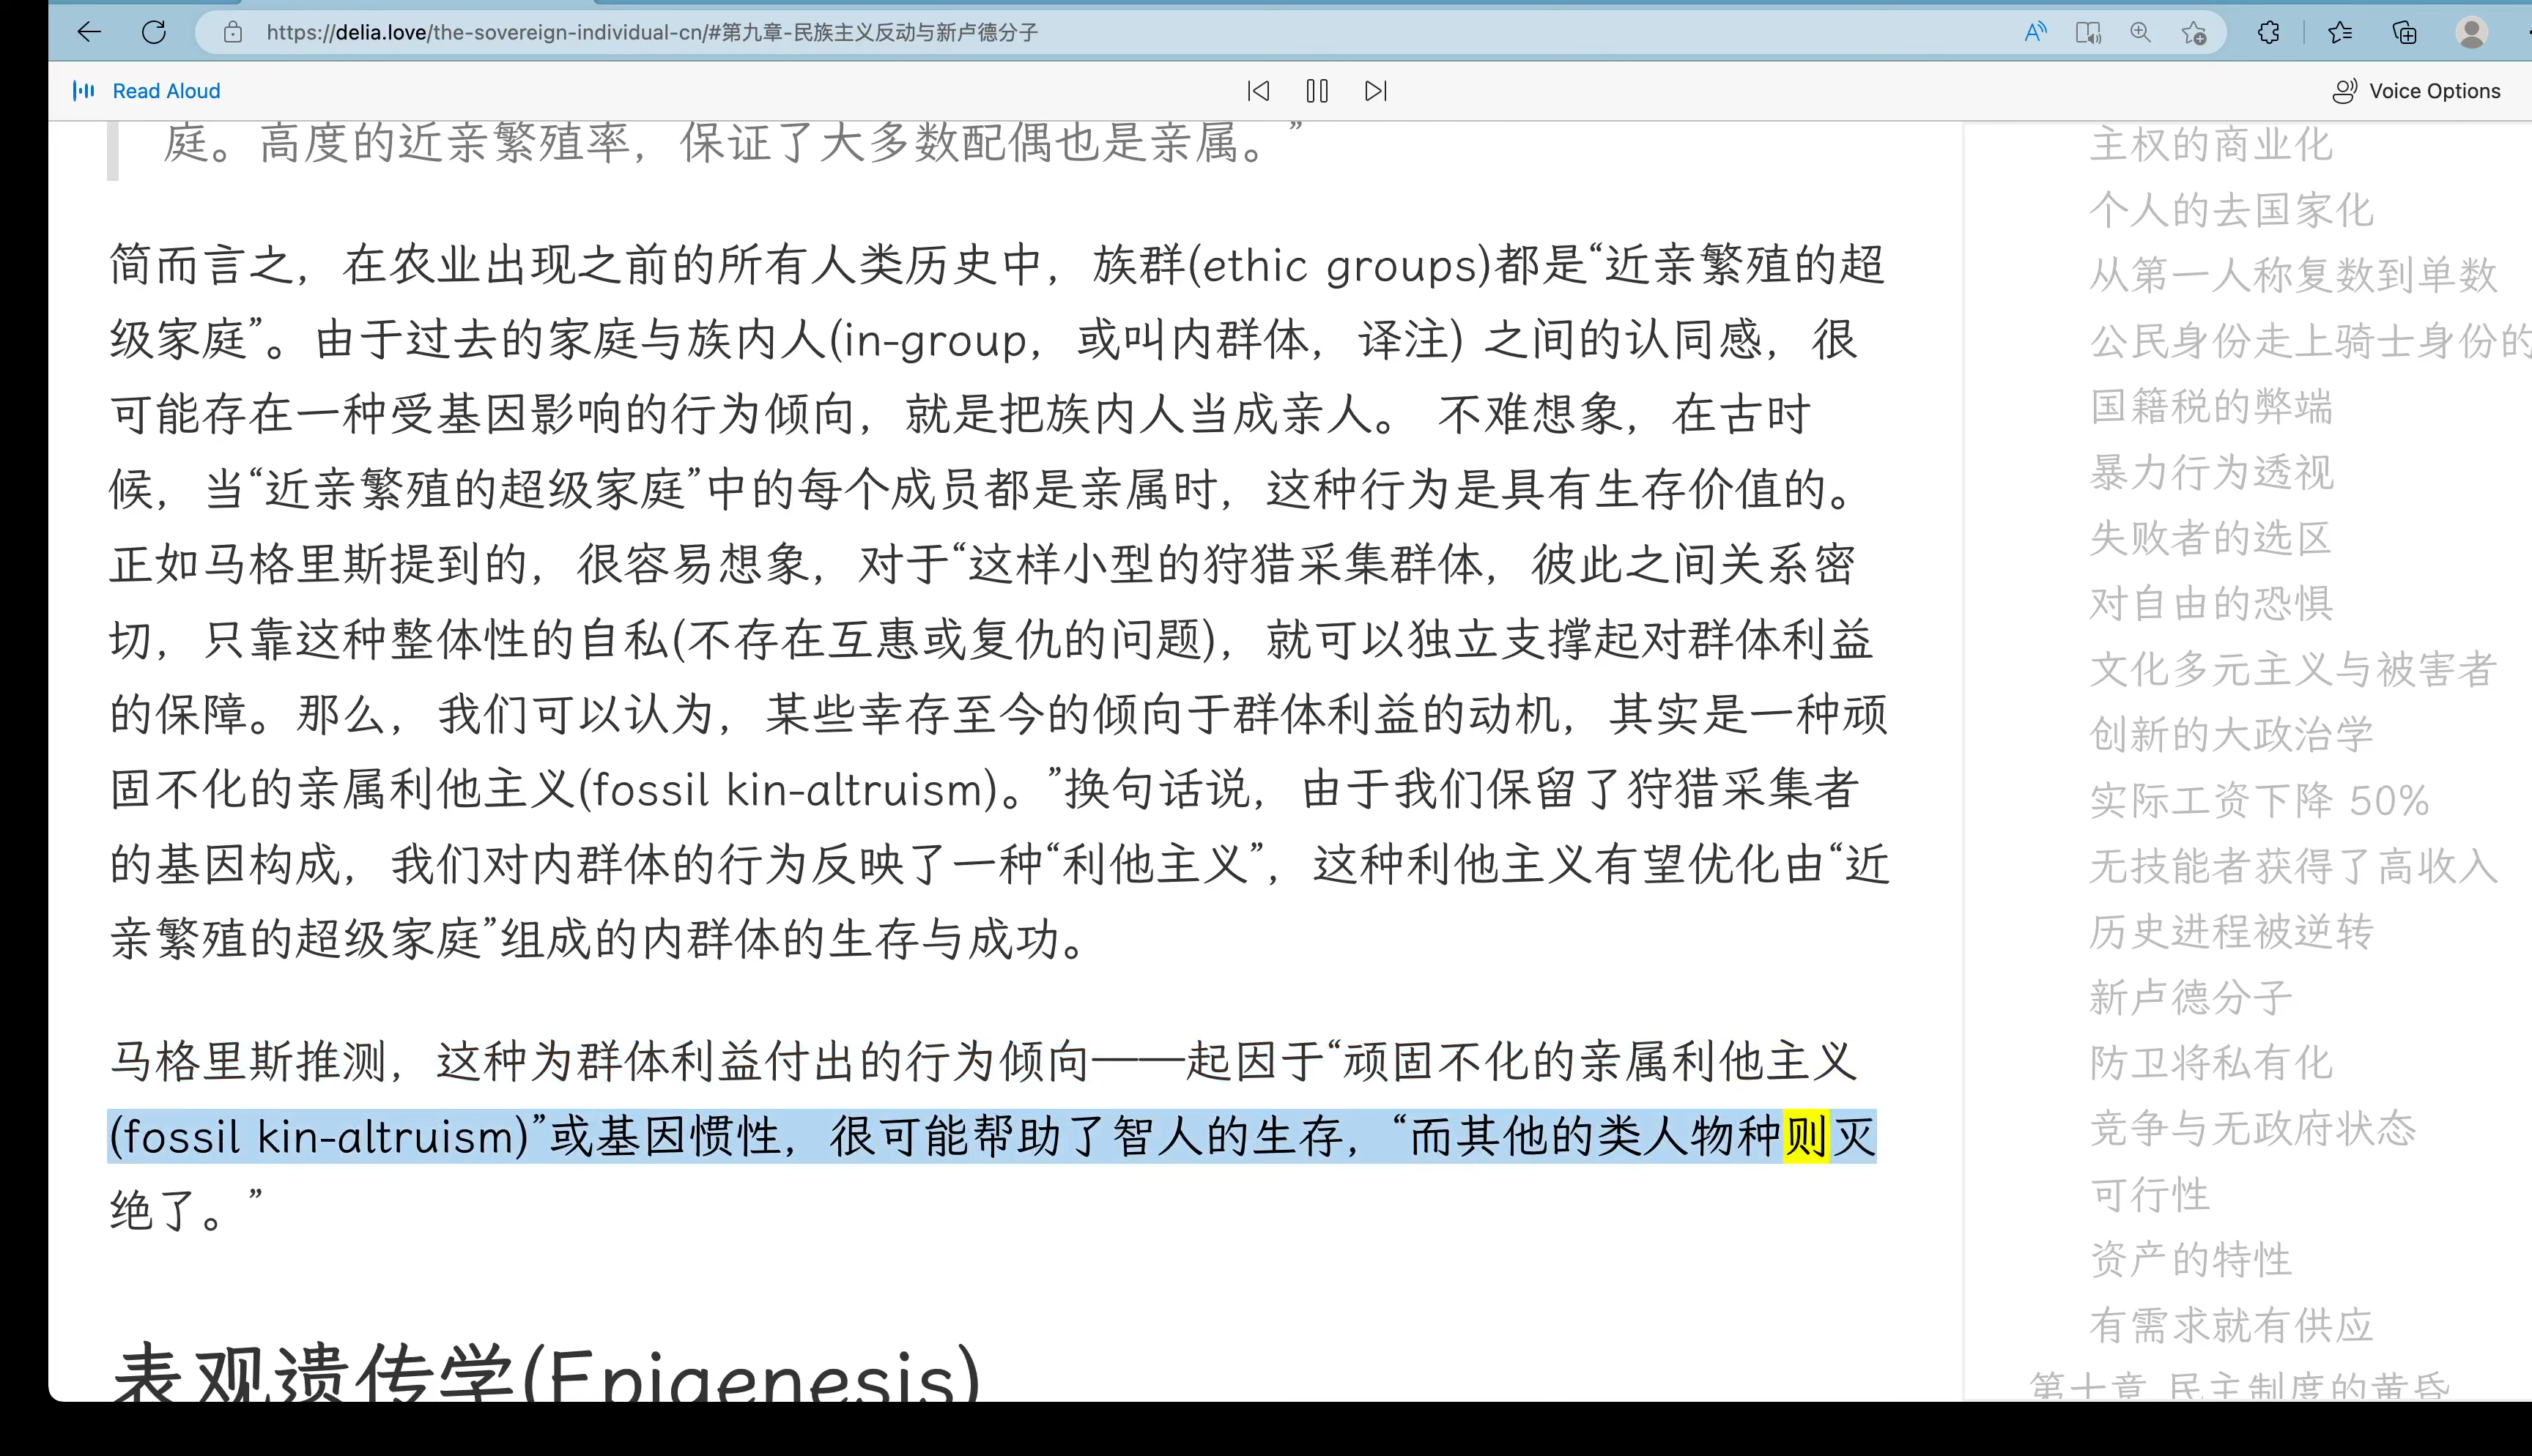 https://delia.love/the-sovereign-individual-cn/#第九章-民族主义反动与新卢德分子
Read Aloud
Voice Options
庭。高度的近亲繁殖率，保证了大多数配偶也是亲属。”
简而言之，在农业出现之前的所有人类历史中，族群(ethic groups)都是“近亲繁殖的超
级家庭”。由于过去的家庭与族内人(in-group，或叫内群体，译注) 之间的认同感，很
可能存在一种受基因影响的行为倾向，就是把族内人当成亲人。 不难想象，在古时
候，当“近亲繁殖的超级家庭”中的每个成员都是亲属时，这种行为是具有生存价值的。
正如马格里斯提到的，很容易想象，对于“这样小型的狩猎采集群体，彼此之间关系密
切，只靠这种整体性的自私(不存在互惠或复仇的问题)，就可以独立支撑起对群体利益
的保障。那么，我们可以认为，某些幸存至今的倾向于群体利益的动机，其实是一种顽
固不化的亲属利他主义(fossil kin-altruism)。”换句话说，由于我们保留了狩猎采集者
的基因构成，我们对内群体的行为反映了一种“利他主义”，这种利他主义有望优化由“近
亲繁殖的超级家庭”组成的内群体的生存与成功。
马格里斯推测，这种为群体利益付出的行为倾向——起因于“顽固不化的亲属利他主义
(fossil kin-altruism)”或基因惯性，很可能帮助了智人的生存，“而其他的类人物种则灭
绝了。”
表观遗传学(Epigenesis)
主权的商业化
个人的去国家化
从第一人称复数到单数
公民身份走上骑士身份的
国籍税的弊端
暴力行为透视
失败者的选区
对自由的恐惧
文化多元主义与被害者
创新的大政治学
实际工资下降 50%
无技能者获得了高收入
历史进程被逆转
新卢德分子
防卫将私有化
竞争与无政府状态
可行性
资产的特性
有需求就有供应
第十章 民主制度的黄昏